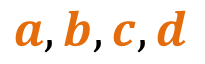 a, b, c, d